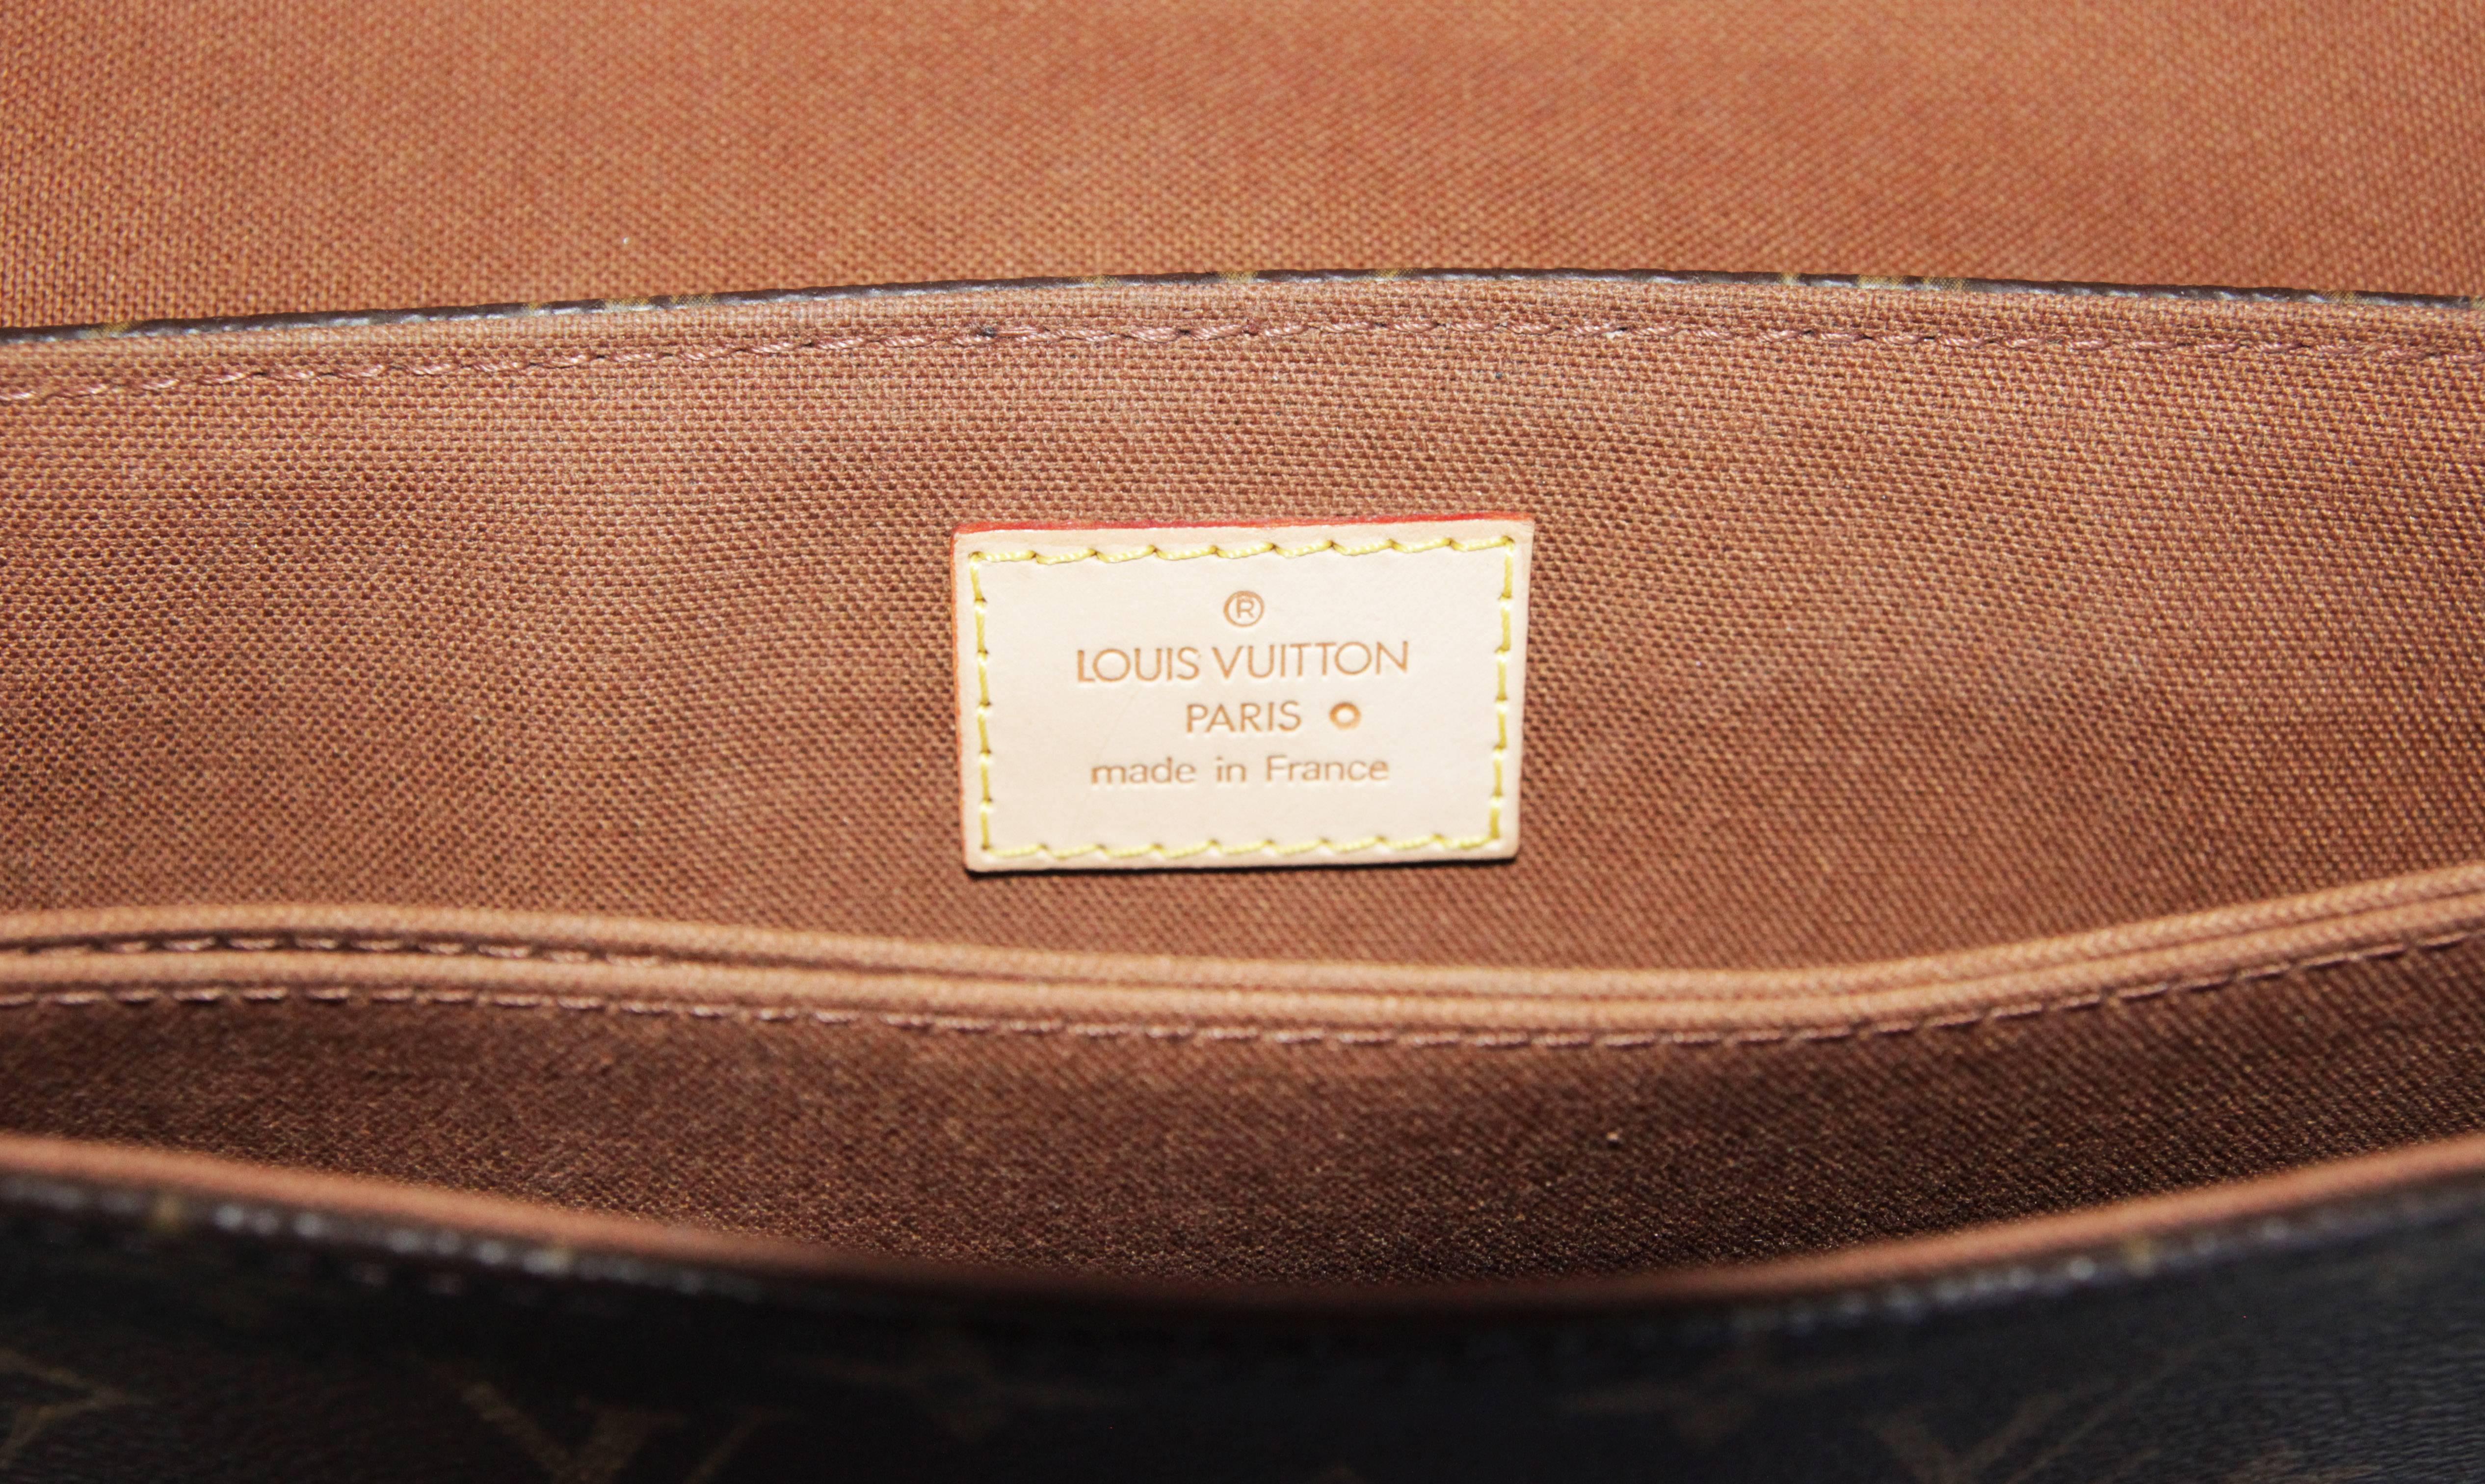 ®
LOUIS VUITTON
PARIS
made in France